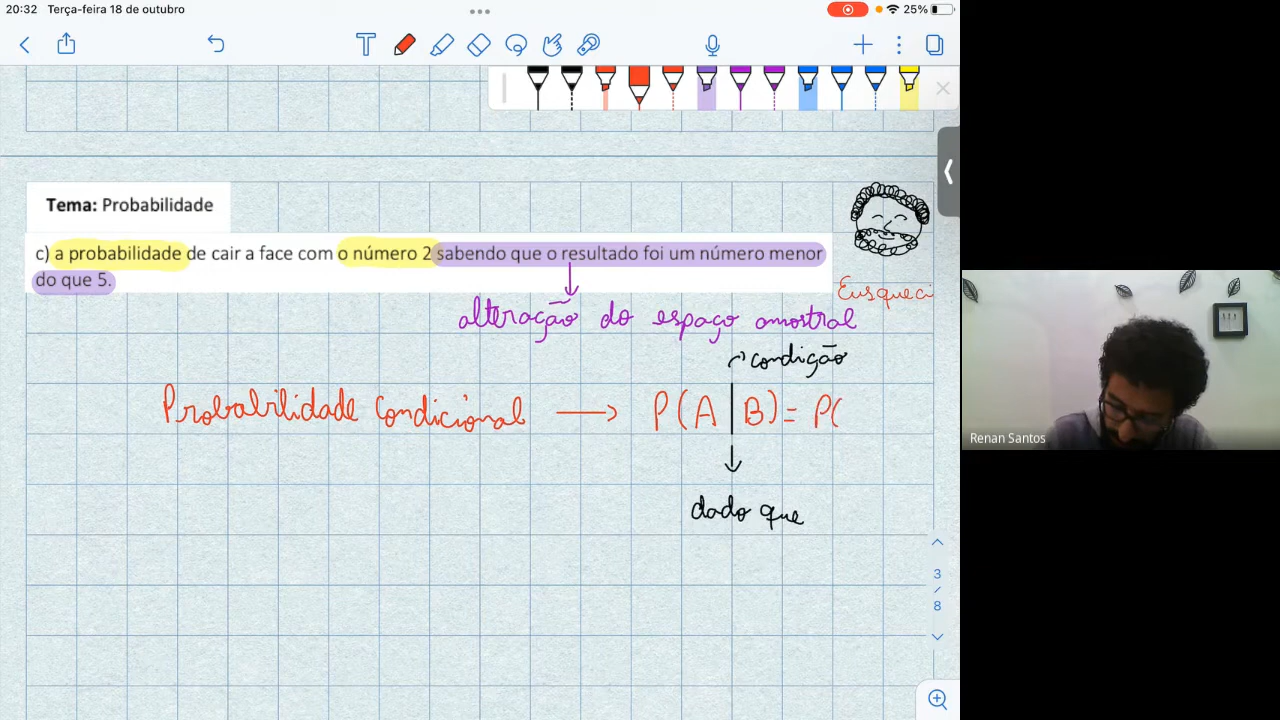 20:32 Terça-feira 18 de outubro 25%
T
Tema: Probabilidade
c) a probabilidade de cair a face com o número 2 sabendo que o resultado foi um número menor
do que 5.
Eusqueci
alteração do espaço amostral
condição
Probabilidade Condicional → P(A|B)= P(
dado que
3
/
8
Renan Santos